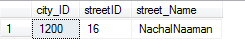 city_ID streetID street_Name
1 1200 16 NachalNaaman